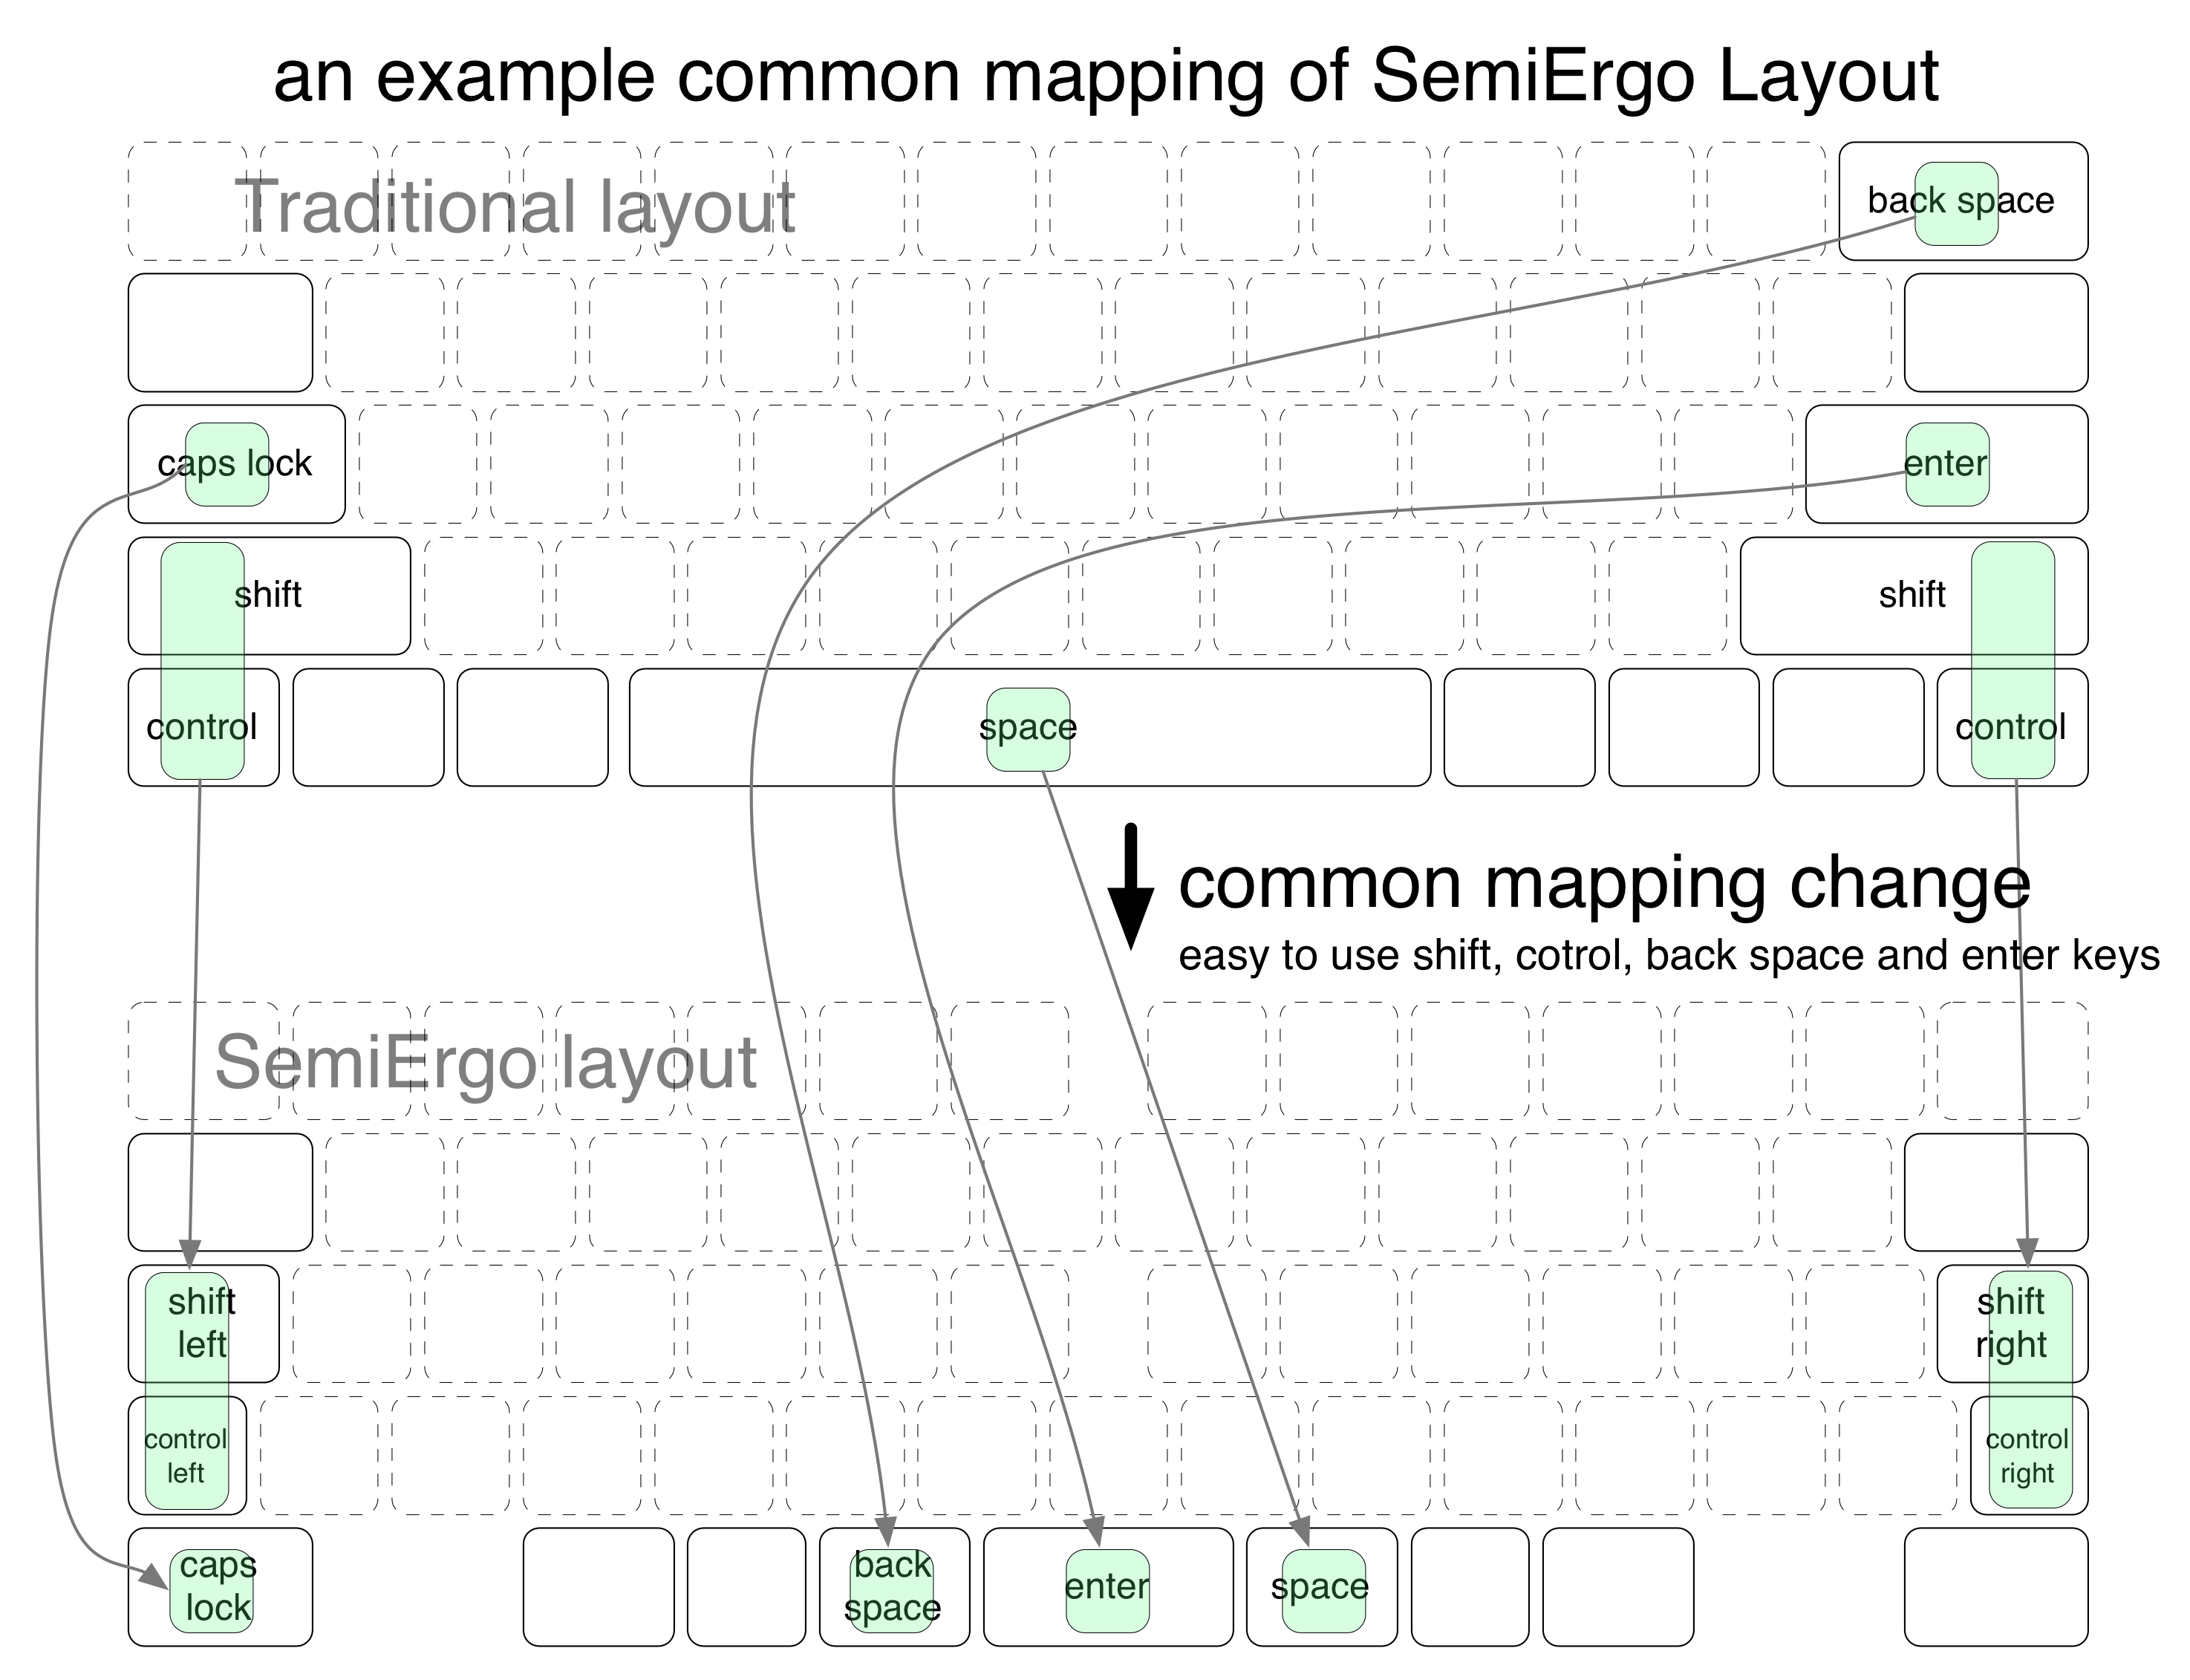 an example common mapping of SemiErgo Layout
Traditional layout
back space
caps lock
enter
shift
shift
control
space
control
common mapping change
easy to use shift, cotrol, back space and enter keys
SemiErgo layout
shift
left
shift
right
control
left
control
right
caps
lock
back
space
enter
space